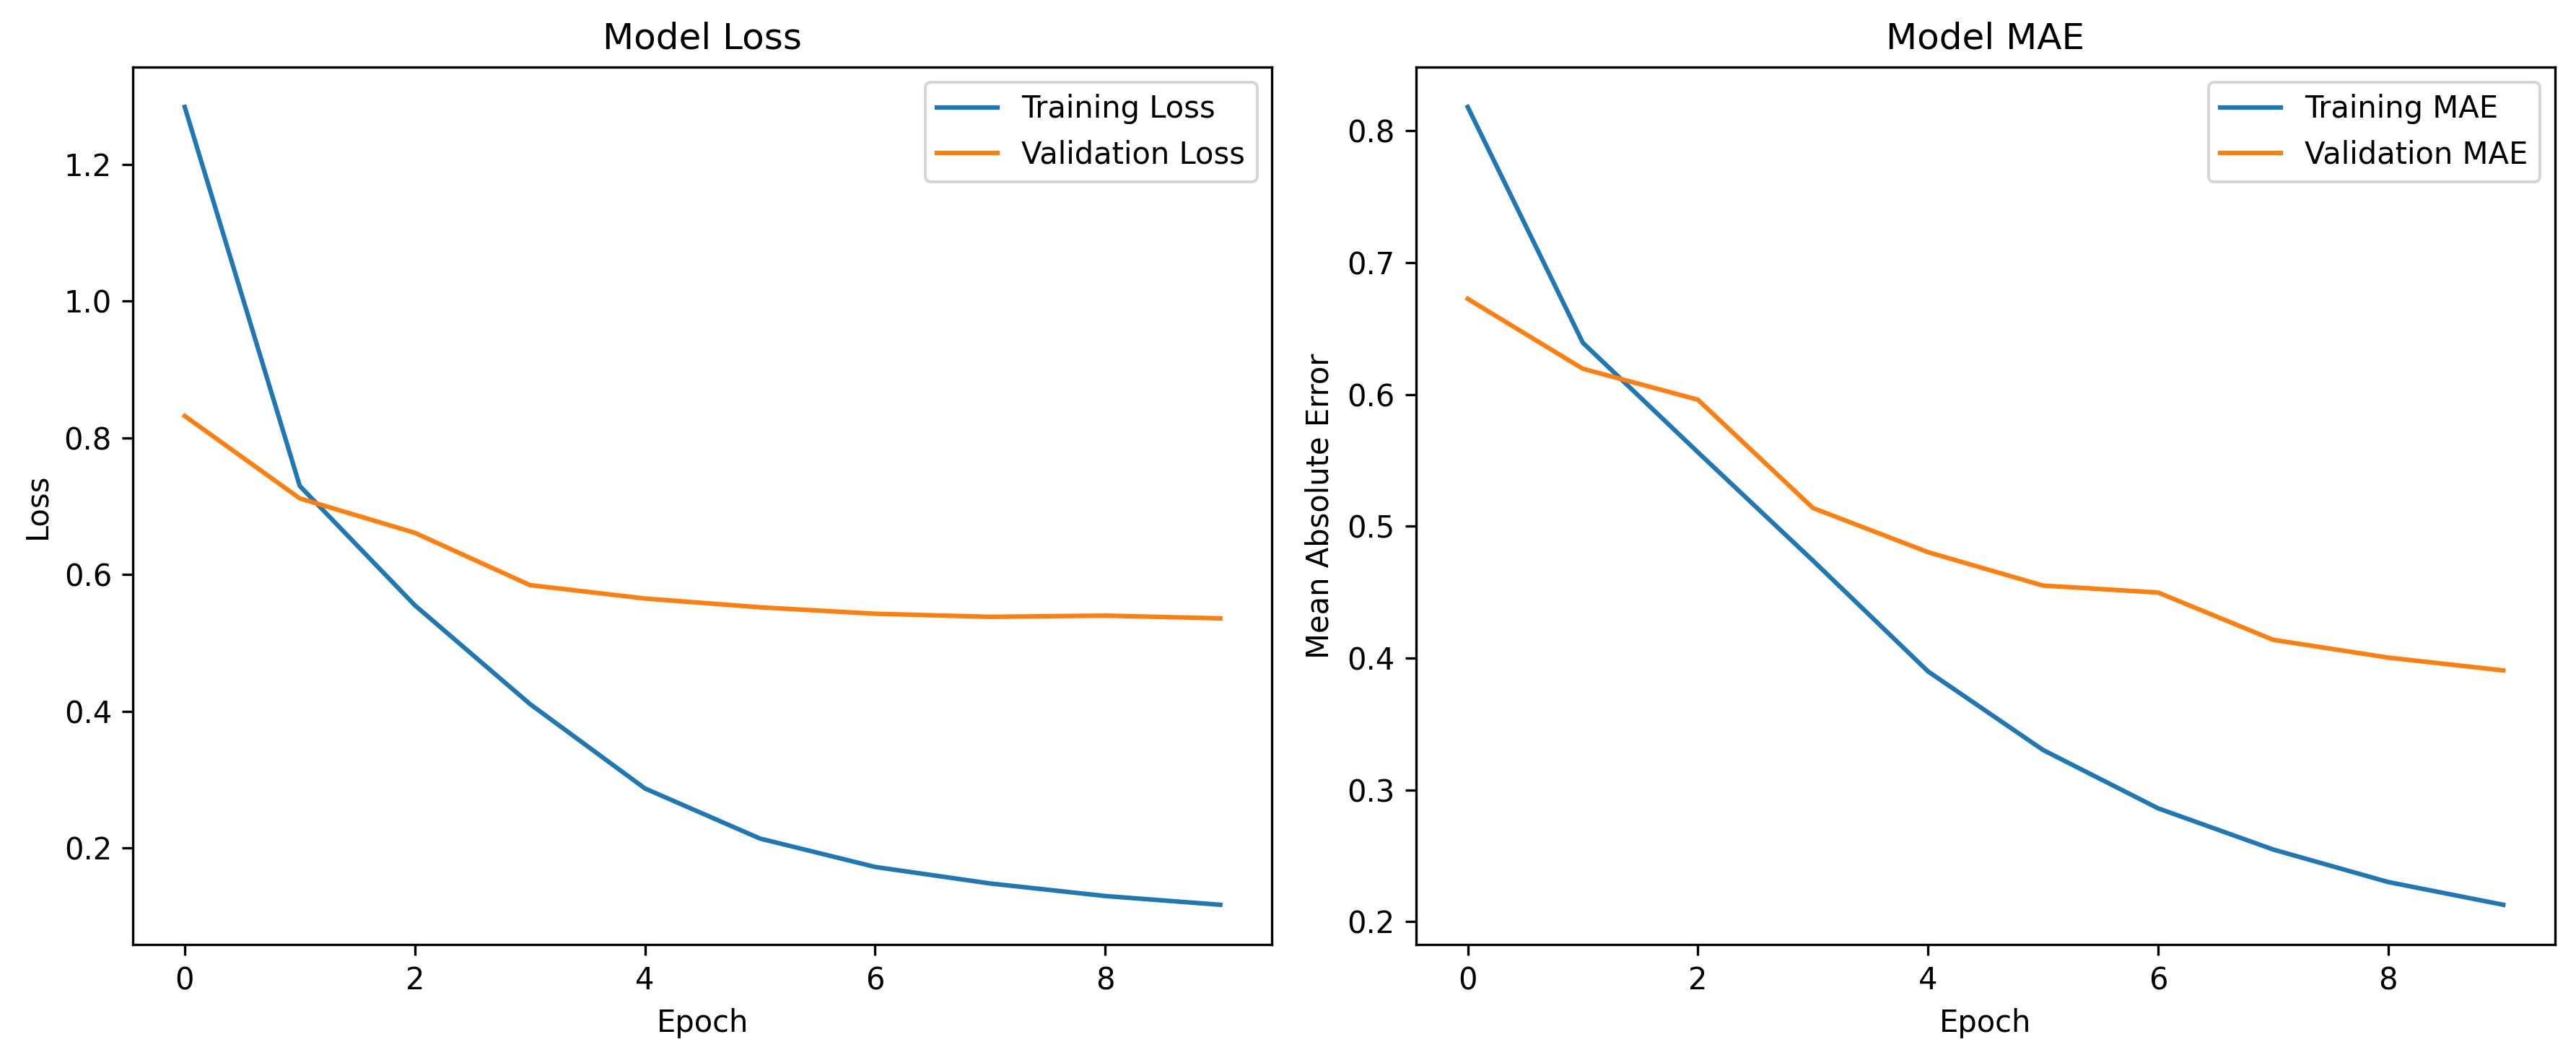 Model Loss
Training Loss
Validation Loss
1.2
1.0
0.8
0.6
0.4
0.2
Loss
0 2 4 6 8
Epoch
Model MAE
Training MAE
Validation MAE
0.8
0.7
0.6
0.5
0.4
0.3
0.2
Mean Absolute Error
0 2 4 6 8
Epoch